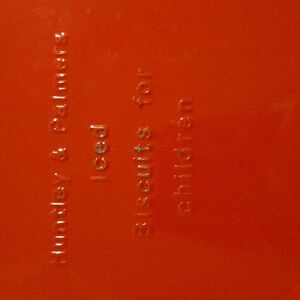 Huntley & Palmers
Iced
Biscuits for
children